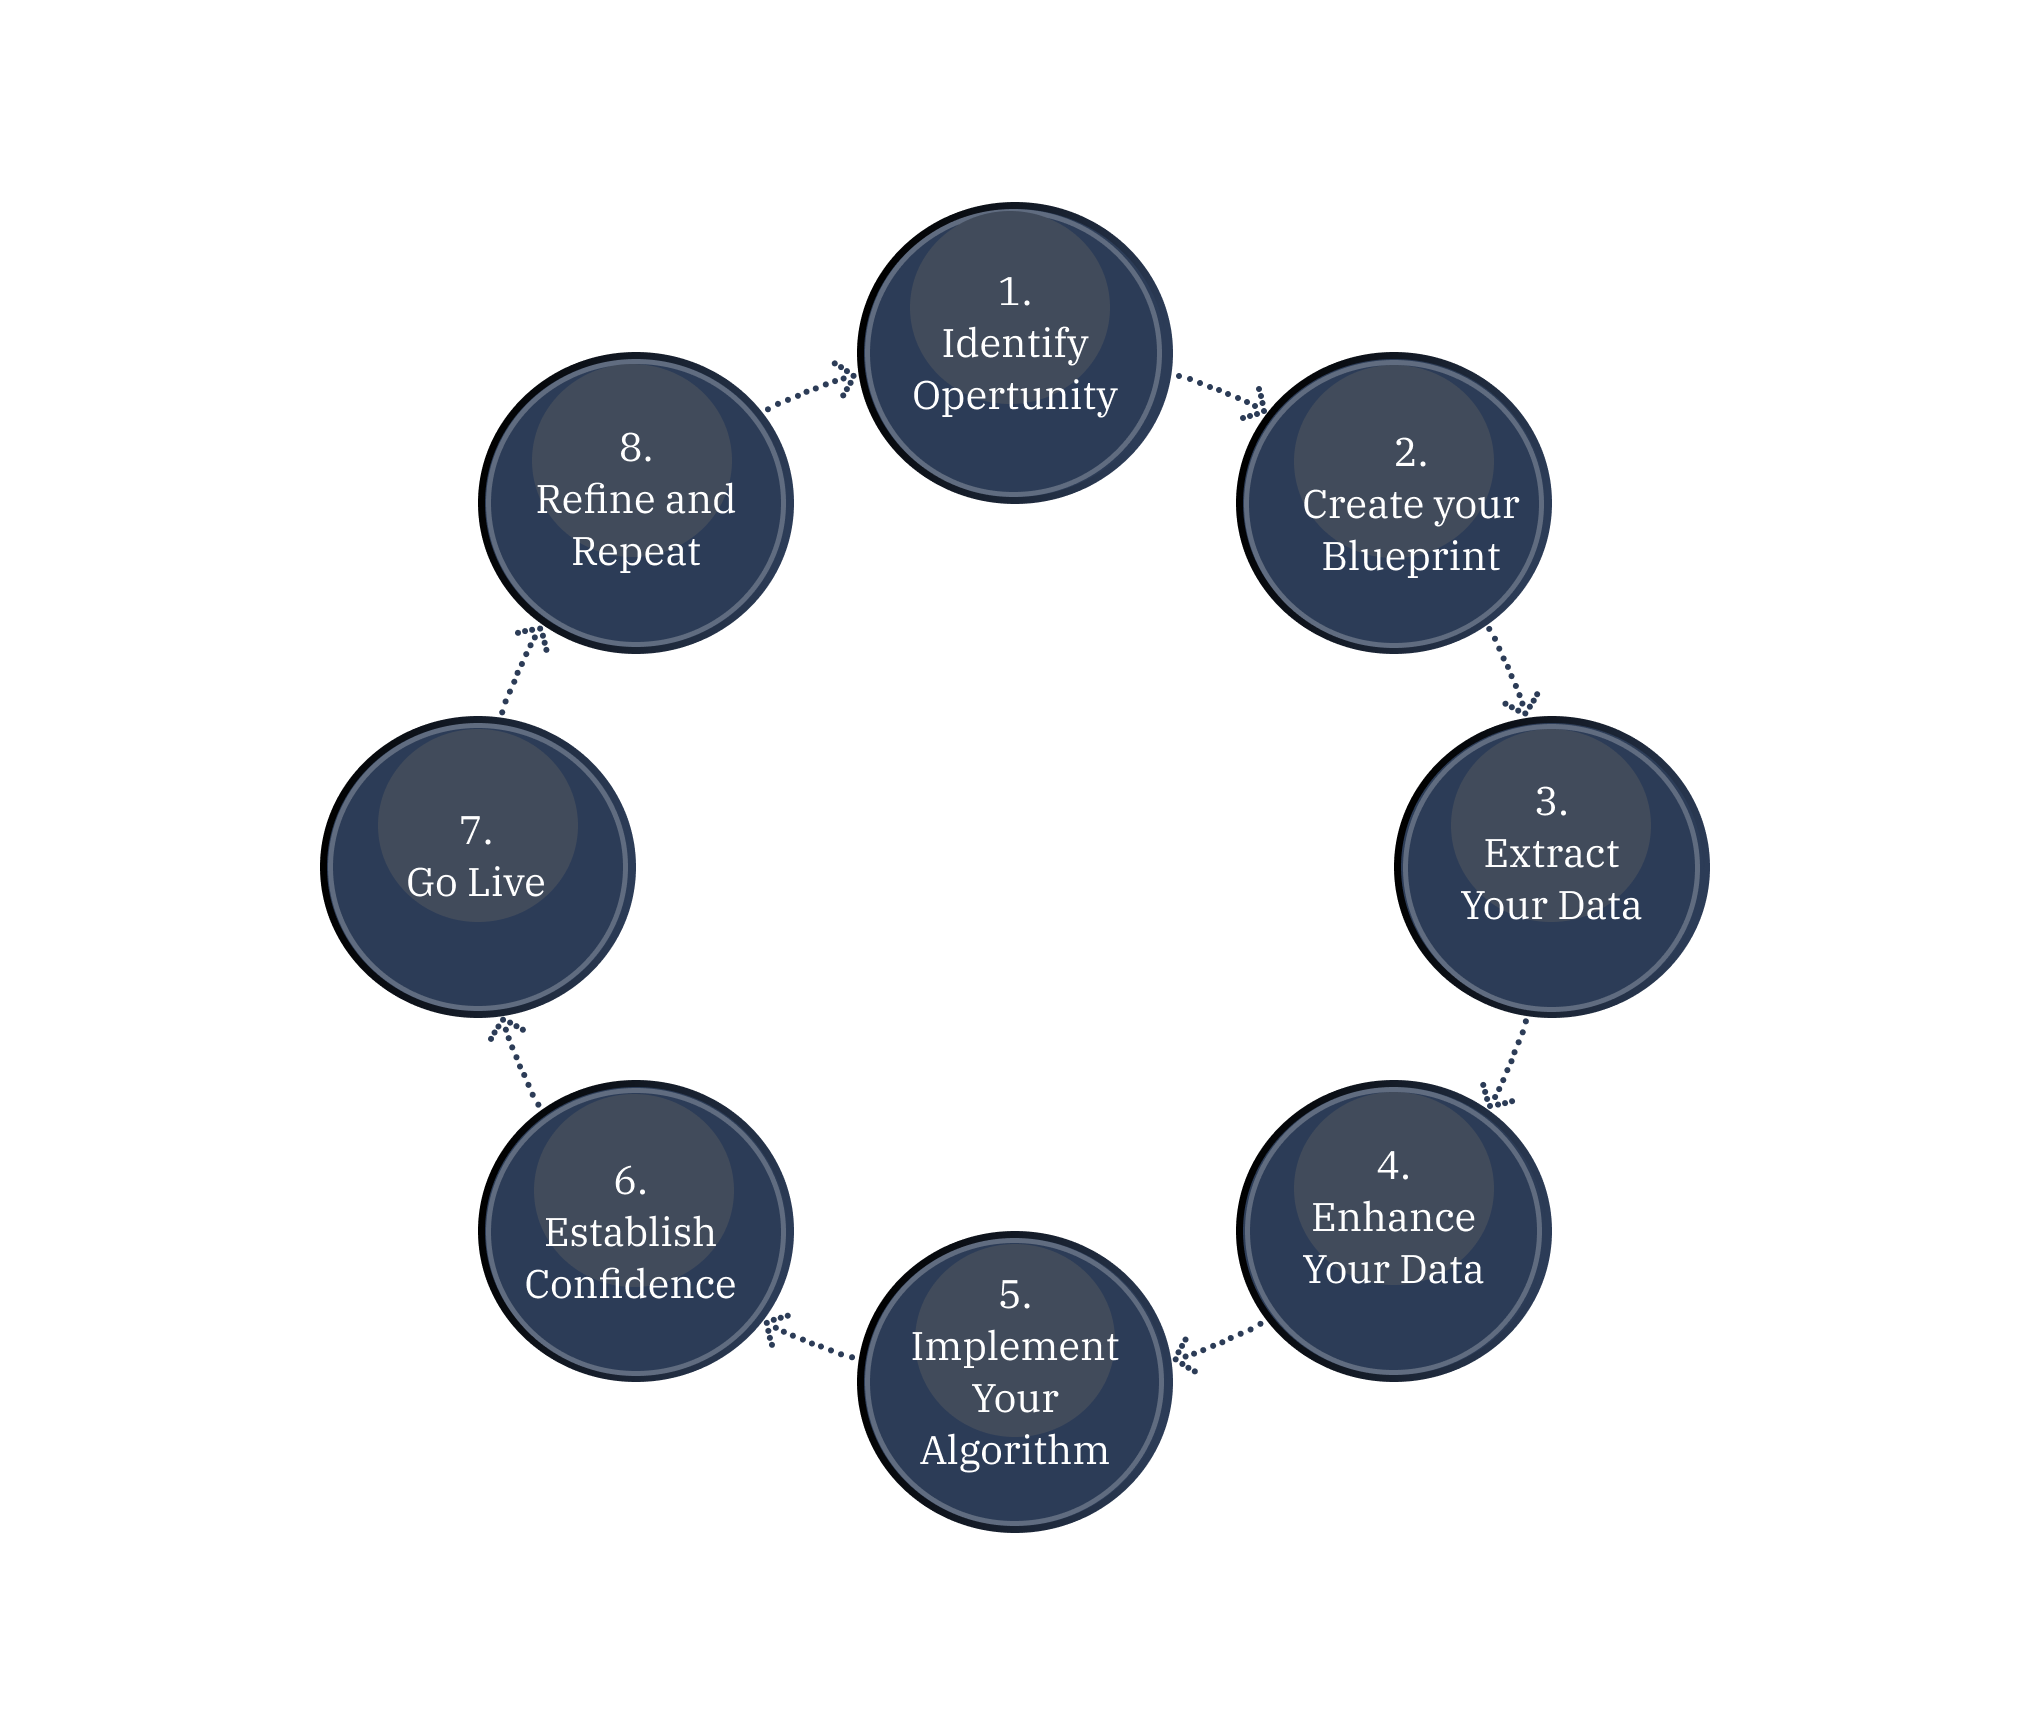 1.
Identify
Opertunity
2.
Create your
Blueprint
3.
Extract
Your Data
4.
Enhance
Your Data
5.
Implement
Your
Algorithm
6.
Establish
Confidence
7.
Go Live
8.
Refine and
Repeat